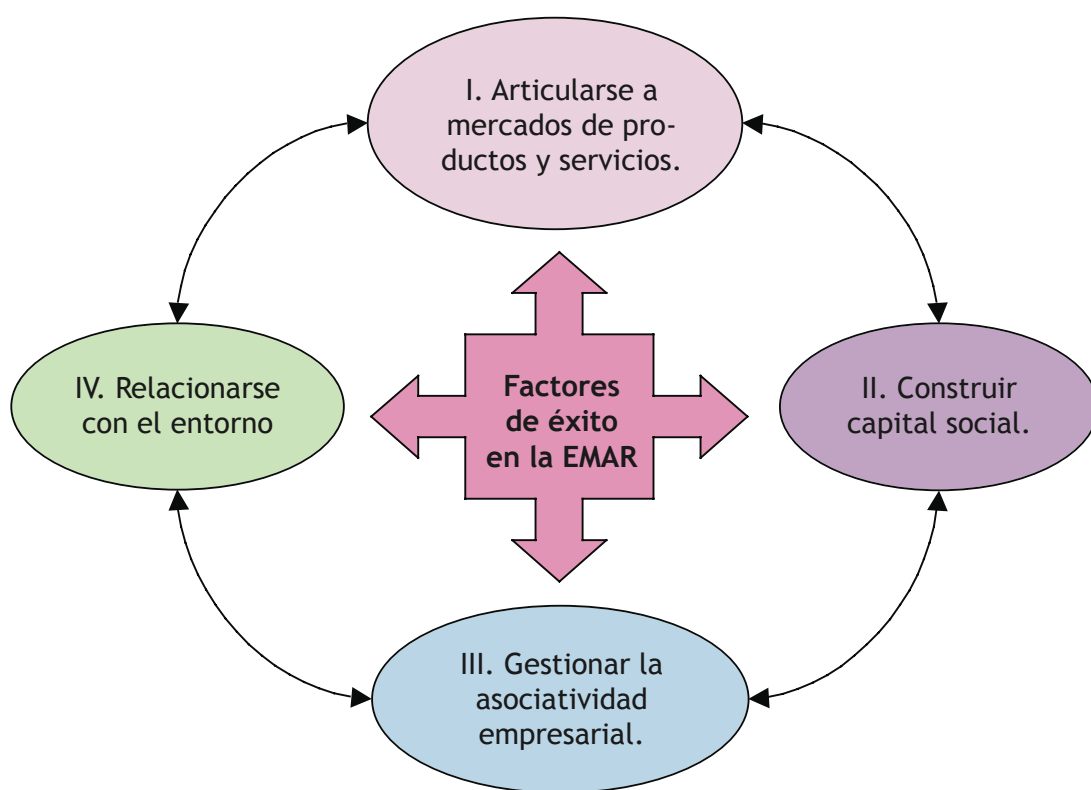 I. Articularse a
mercados de pro-
ductos y servicios.
IV. Relacionarse
con el entorno
Factores
de éxito
en la EMAR
II. Construir
capital social.
III. Gestionar la
asociatividad
empresarial.